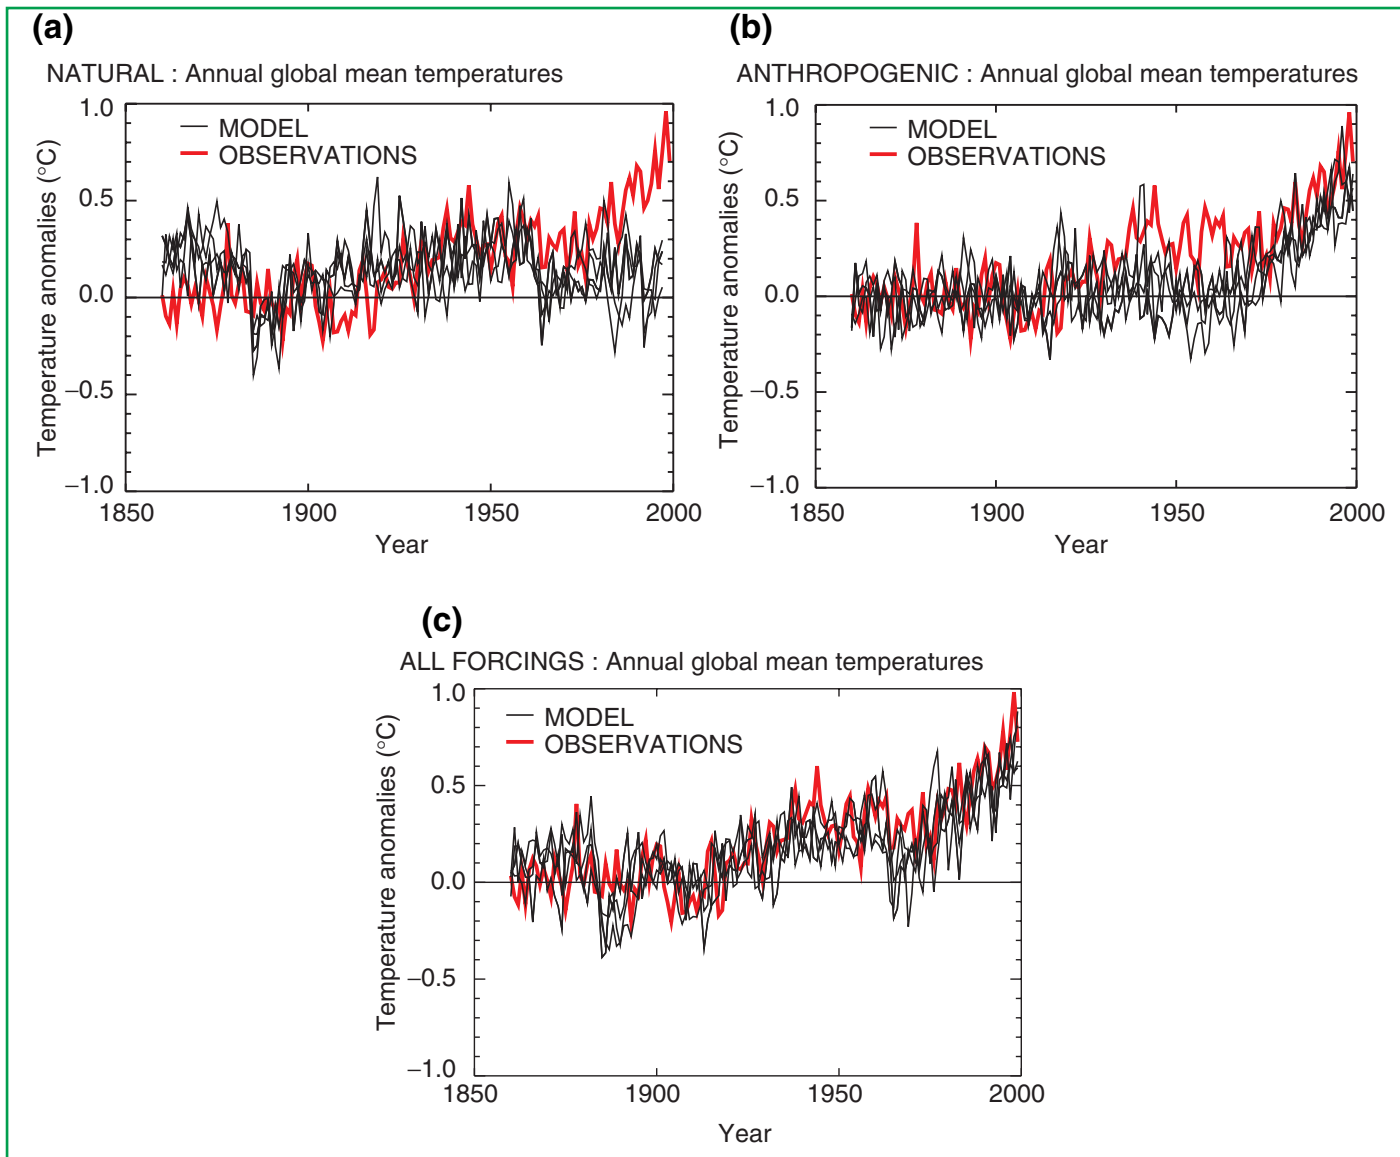 (a)
NATURAL : Annual global mean temperatures
1.0
0.5
0.0
−0.5
−1.0
Temperature anomalies (°C)
MODEL
OBSERVATIONS
1850
1900
1950
2000
Year
(b)
ANTHROPOGENIC : Annual global mean temperatures
1.0
0.5
0.0
−0.5
−1.0
Temperature anomalies (°C)
MODEL
OBSERVATIONS
1850
1900
1950
2000
Year
(c)
ALL FORCINGS : Annual global mean temperatures
1.0
0.5
0.0
−0.5
−1.0
Temperature anomalies (°C)
MODEL
OBSERVATIONS
1850
1900
1950
2000
Year